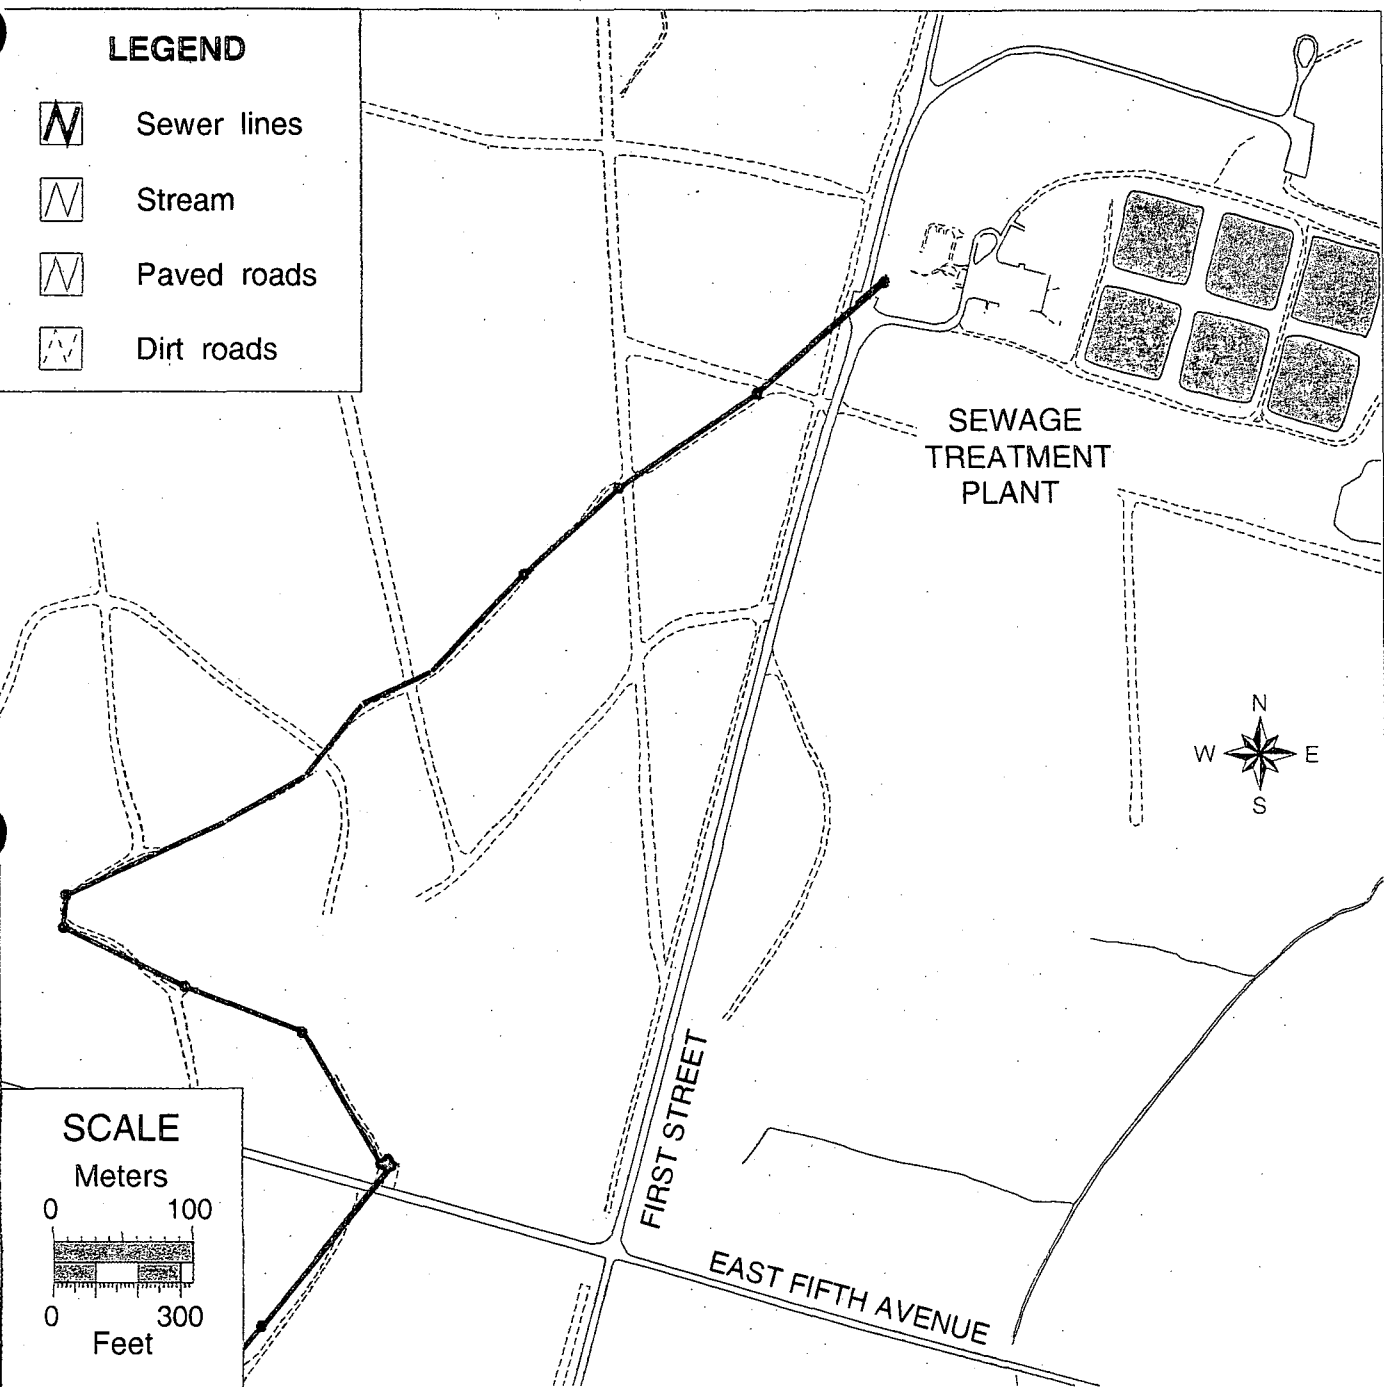 LEGEND
Sewer lines
Stream
Paved roads
Dirt roads
SEWAGE
TREATMENT
PLANT
N
W E
S
FIRST STREET
EAST FIFTH AVENUE
SCALE
Meters
0 100
0 300
Feet